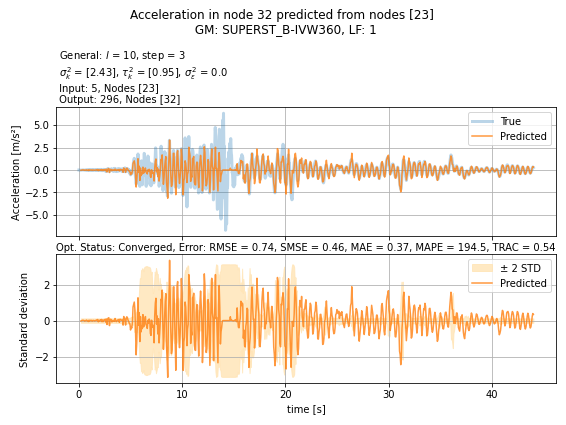 Acceleration in node 32 predicted from nodes [23]
GM: SUPERST_B-IVW360, LF: 1
General: l = 10, step = 3
σ²ₖ = [2.43], τ²ₖ = [0.95], σ²ₑ = 0.0
Input: 5, Nodes [23]
Output: 296, Nodes [32]
Acceleration [m/s²]
5.0
2.5
0.0
−2.5
−5.0
True
Predicted
Opt. Status: Converged, Error: RMSE = 0.74, SMSE = 0.46, MAE = 0.37, MAPE = 194.5, TRAC = 0.54
Standard deviation
2
0
−2
± 2 STD
Predicted
0
10
20
30
40
time [s]